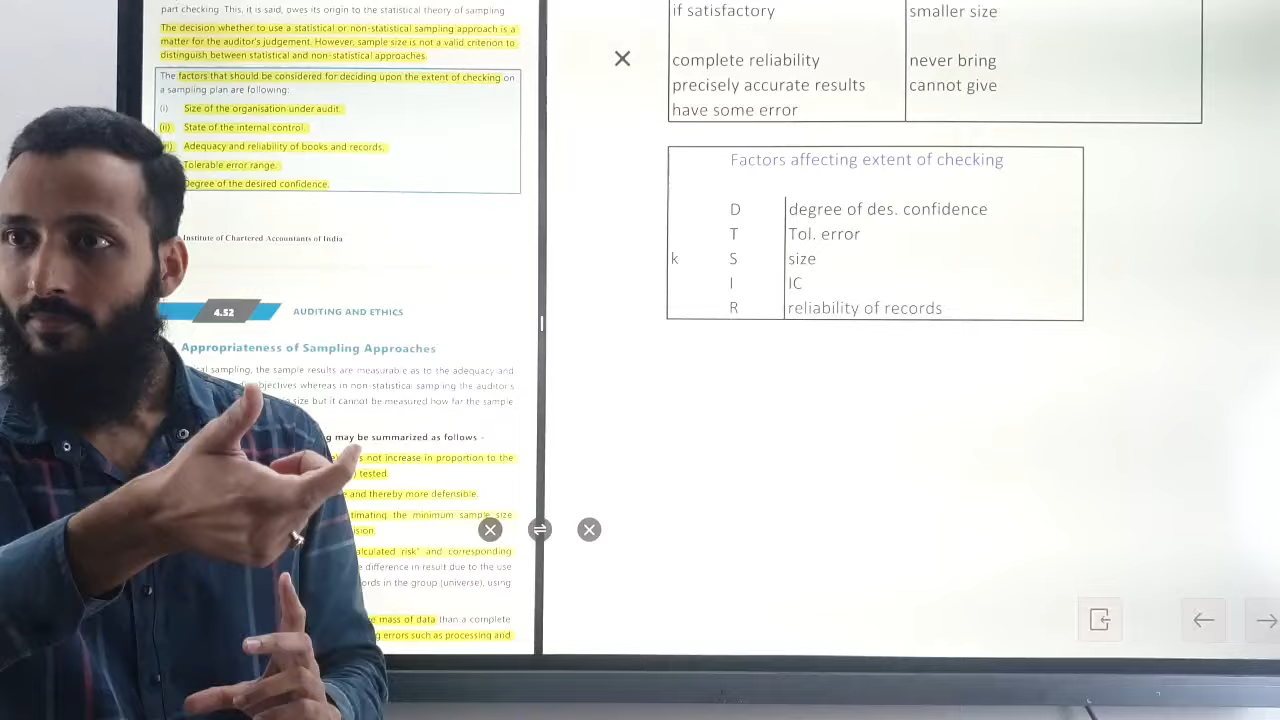 part checking. This, it is said, owes its origin to the statistical theory of sampling
The decision whether to use a statistical or non-statistical sampling approach is a
matter for the auditor's judgement. However, sample size is not a valid criterion to
distinguish between statistical and non-statistical approaches.
The factors that should be considered for deciding upon the extent of checking on
a sampling plan are following:
(i) Size of the organisation under audit.
(ii) State of the internal control.
Adequacy and reliability of books and records.
Tolerable error range.
Degree of the desired confidence.
Institute of Chartered Accountants of India
4.52 AUDITING AND ETHICS
Appropriateness of Sampling Approaches
sampling, the sample results are measurable as to the adequacy and
objectives whereas in non-statistical sampling the auditor's
size but it cannot be measured how far the sample
may be summarized as follows -
not increase in proportion to the
tested.
and thereby more defensible.
the minimum sample size
risk' and corresponding
difference in result due to the use
in the group (universe), using
mass of data than a complete
errors such as processing and
if satisfactory smaller size
complete reliability never bring
precisely accurate results cannot give
have some error
Factors affecting extent of checking
D degree of des. confidence
T Tol. error
k S size
I IC
R reliability of records